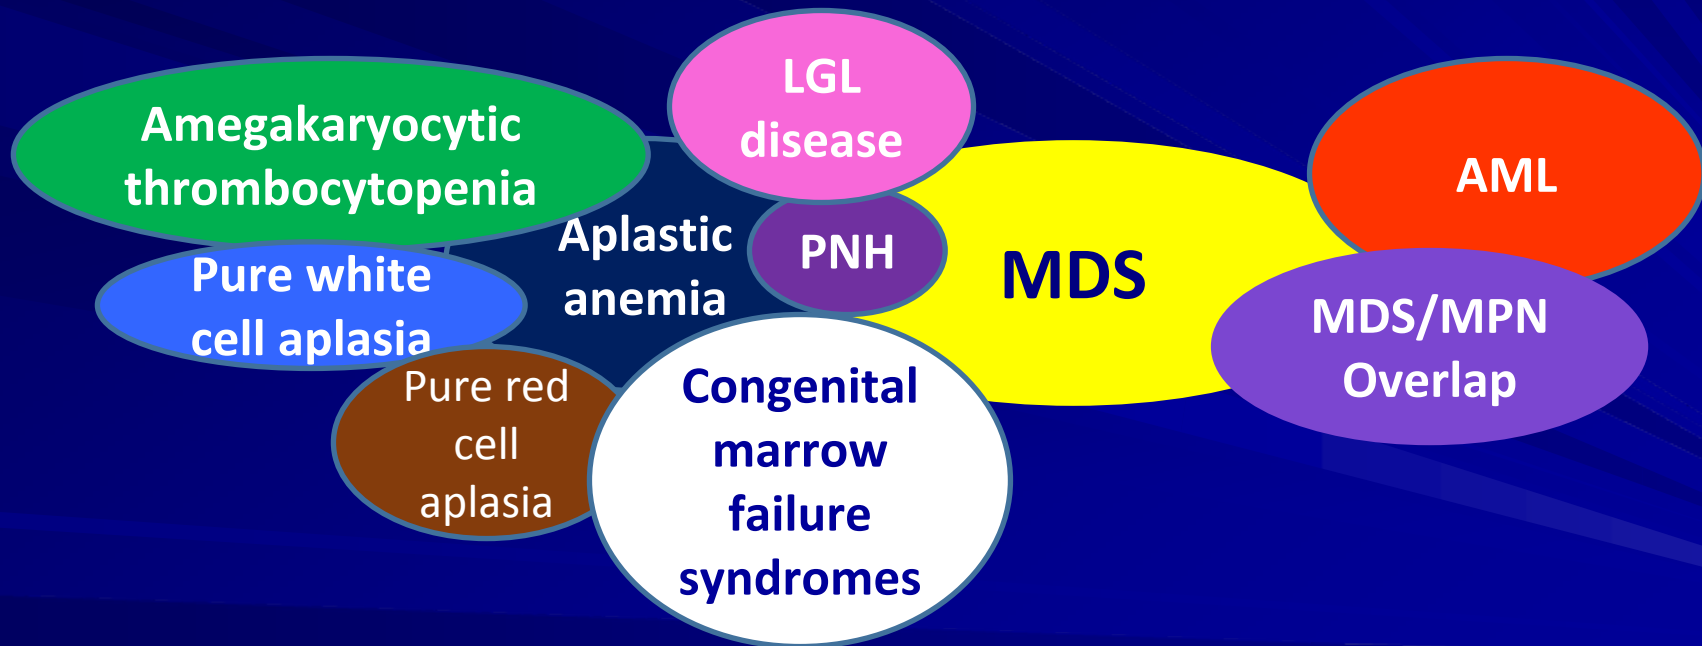 Amegakaryocytic
thrombocytopenia
LGL
disease
AML
Aplastic
anemia
PNH
MDS
Pure white
cell aplasia
MDS/MPN
Overlap
Pure red
cell
aplasia
Congenital
marrow
failure
syndromes